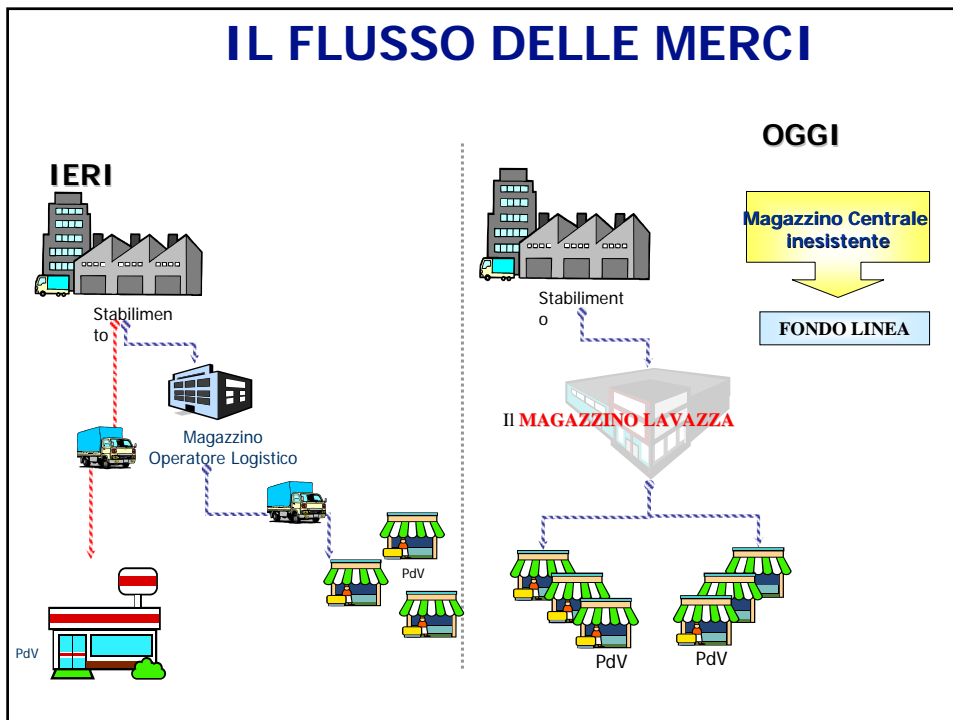 IL FLUSSO DELLE MERCI
IERI
Stabilimen
to
Magazzino
Operatore Logistico
PdV
PdV
OGGI
Magazzino Centrale
inesistente
FONDO LINEA
Stabiliment
o
Il MAGAZZINO LAVAZZA
PdV
PdV